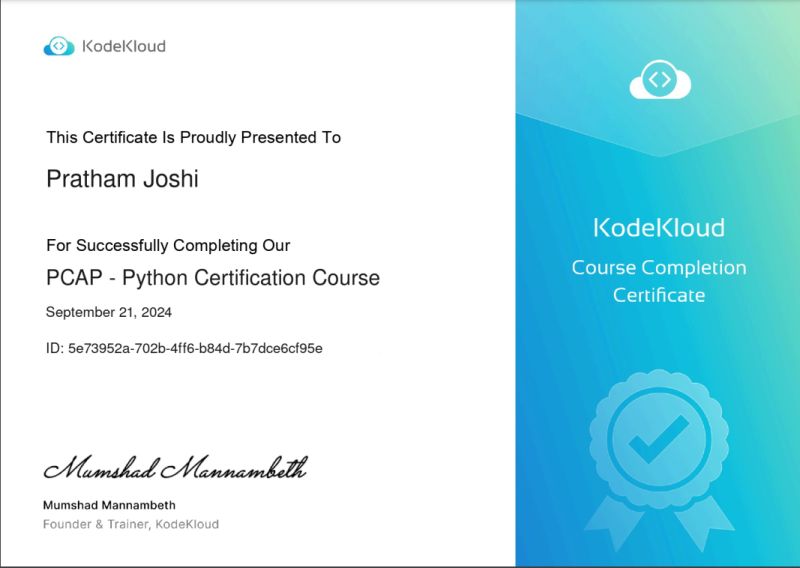 KodeKloud
This Certificate Is Proudly Presented To
Pratham Joshi
For Successfully Completing Our
PCAP - Python Certification Course
September 21, 2024
ID: 5e73952a-702b-4ff6-b84d-7b7dce6cf95e
Mumshad Mannambeth
Mumshad Mannambeth
Founder & Trainer, KodeKloud
KodeKloud
Course Completion
Certificate